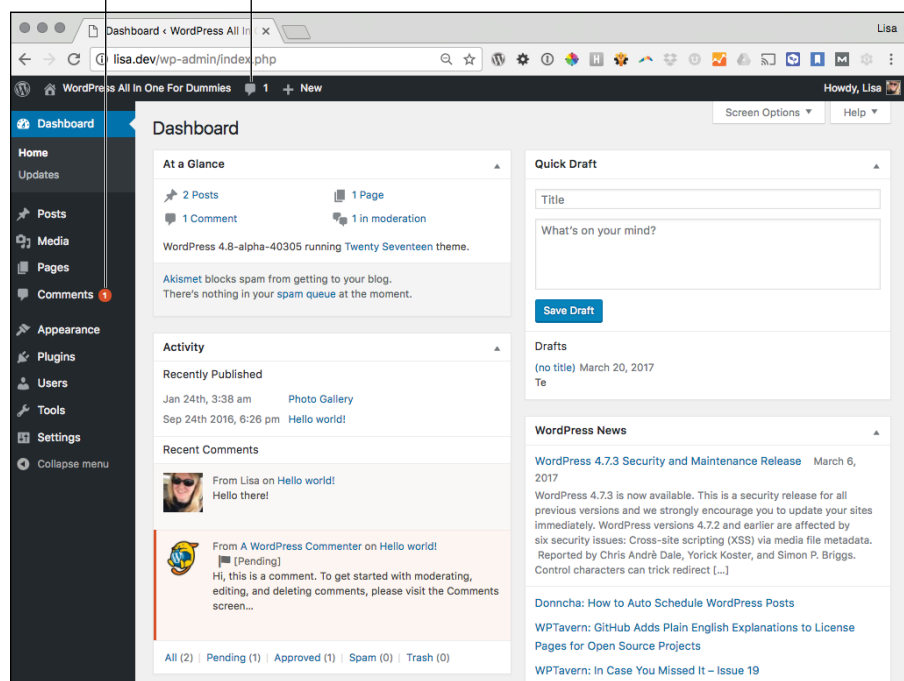 Dashboard ‹ WordPress All In O
Lisa
lisa.dev/wp-admin/index.php
WordPress All In One For Dummies 1 + New
Howdy, Lisa
Dashboard
Home
Updates
Posts
Media
Pages
Comments 1
Appearance
Plugins
Users
Tools
Settings
Collapse menu
Screen Options
Help
Dashboard
At a Glance
2 Posts
1 Page
1 Comment
1 in moderation
WordPress 4.8-alpha-40305 running Twenty Seventeen theme.
Akismet blocks spam from getting to your blog.
There's nothing in your spam queue at the moment.
Activity
Recently Published
Jan 24th, 3:38 am Photo Gallery
Sep 24th 2016, 6:26 pm Hello world!
Recent Comments
From Lisa on Hello world!
Hello there!
From A WordPress Commenter on Hello world!
[Pending]
Hi, this is a comment. To get started with moderating,
editing, and deleting comments, please visit the Comments
screen...
All (2) | Pending (1) | Approved (1) | Spam (0) | Trash (0)
Quick Draft
Title
What's on your mind?
Save Draft
Drafts
(no title) March 20, 2017
Te
WordPress News
WordPress 4.7.3 Security and Maintenance Release March 6,
2017
WordPress 4.7.3 is now available. This is a security release for all
previous versions and we strongly encourage you to update your sites
immediately. WordPress versions 4.7.2 and earlier are affected by
six security issues: Cross-site scripting (XSS) via media file metadata.
Reported by Chris Andrè Dale, Yorick Koster, and Simon P. Briggs.
Control characters can trick redirect […]
Donncha: How to Auto Schedule WordPress Posts
WPTavern: GitHub Adds Plain English Explanations to License
Pages for Open Source Projects
WPTavern: In Case You Missed It – Issue 19